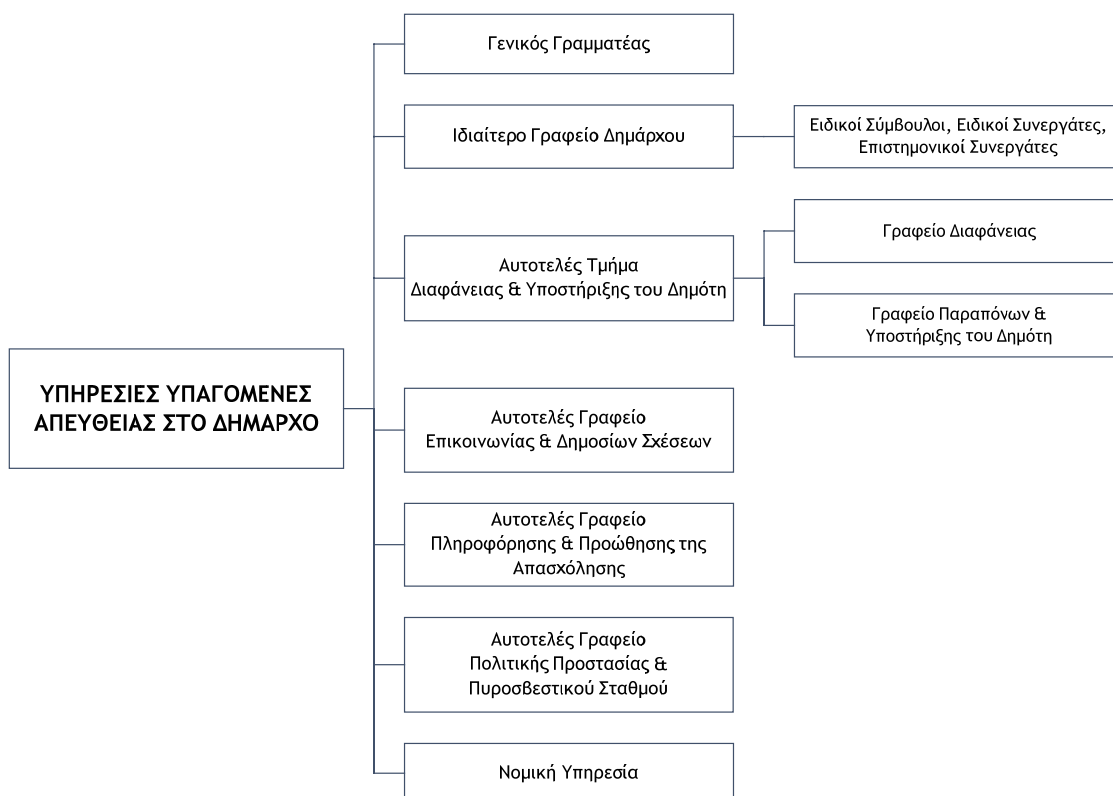 Γενικός Γραμματέας
Ιδιαίτερο Γραφείο Δημάρχου
Ειδικοί Σύμβουλοι, Ειδικοί Συνεργάτες,
Επιστημονικοί Συνεργάτες
Αυτοτελές Τμήμα
Διαφάνειας & Υποστήριξης του Δημότη
Γραφείο Διαφάνειας
Γραφείο Παραπόνων &
Υποστήριξης του Δημότη
ΥΠΗΡΕΣΙΕΣ ΥΠΑΓΟΜΕΝΕΣ
ΑΠΕΥΘΕΙΑΣ ΣΤΟ ΔΗΜΑΡΧΟ
Αυτοτελές Γραφείο
Επικοινωνίας & Δημοσίων Σχέσεων
Αυτοτελές Γραφείο
Πληροφόρησης & Προώθησης της
Απασχόλησης
Αυτοτελές Γραφείο
Πολιτικής Προστασίας &
Πυροσβεστικού Σταθμού
Νομική Υπηρεσία